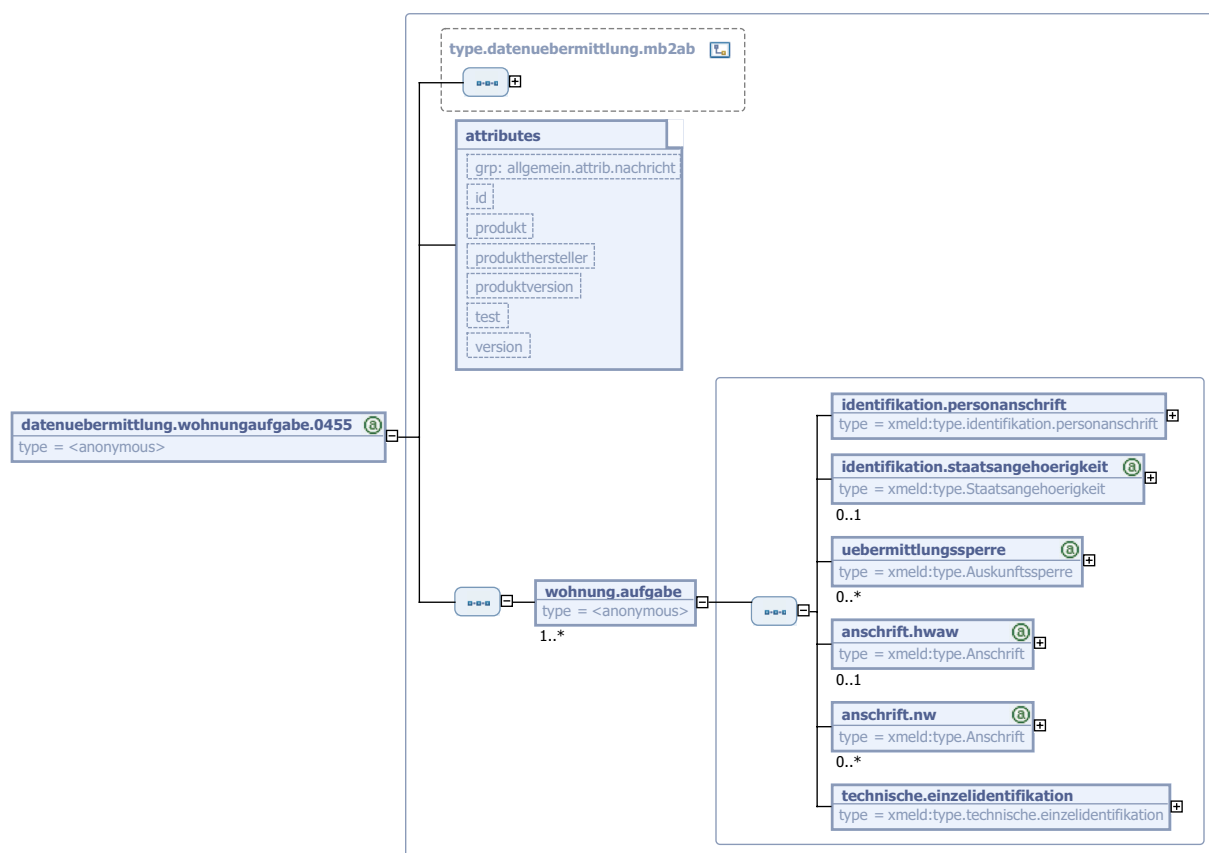 type.datenuebermittlung.mb2ab
attributes
grp: allgemein.attrib.nachricht
id
produkt
produkthersteller
produktversion
test
version
datenuebermittlung.wohnungaufgabe.0455 a
type = <anonymous>
wohnung.aufgabe
type = <anonymous>
1..*
identifikation.personanschrift
type = xmeld:type.identifikation.personanschrift
identifikation.staatsangehoerigkeit a
type = xmeld:type.Staatsangehoerigkeit
0..1
uebermittlungssperre a
type = xmeld:type.Auskunftssperre
0..*
anschrift.hwaw a
type = xmeld:type.Anschrift
0..1
anschrift.nw a
type = xmeld:type.Anschrift
0..*
technische.einzelidentifikation
type = xmeld:type.technische.einzelidentifikation